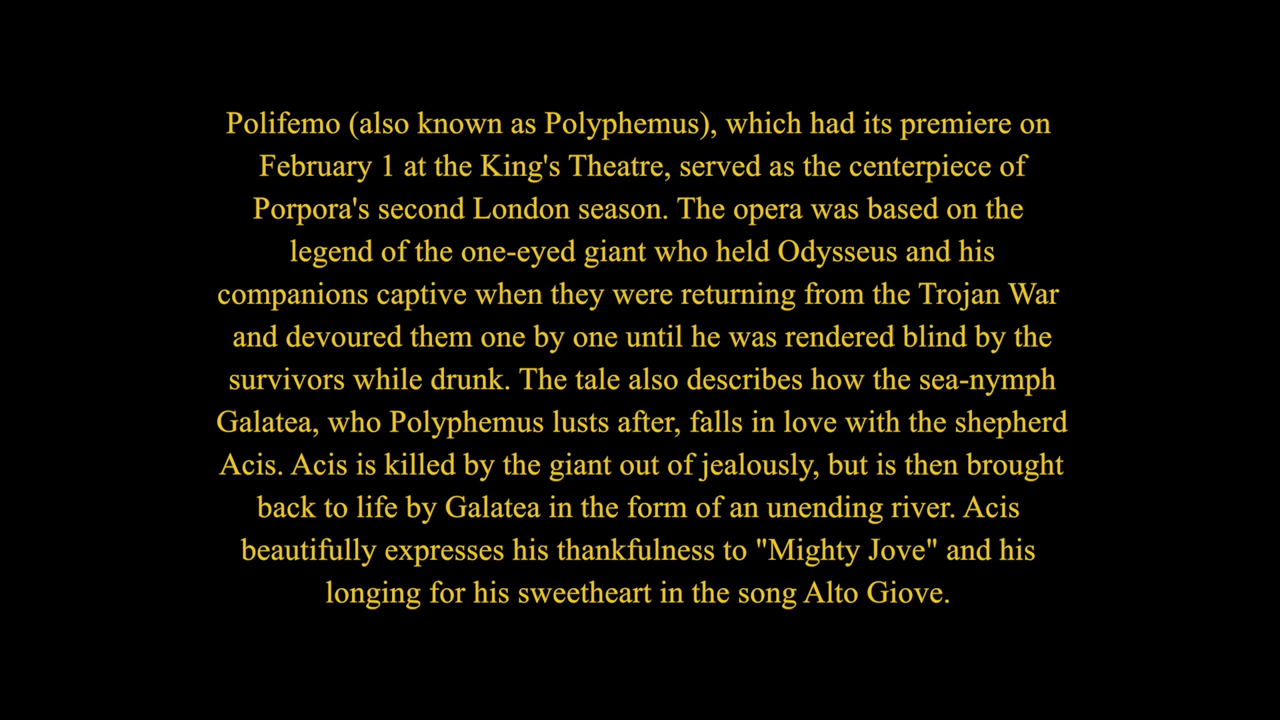 Polifemo (also known as Polyphemus), which had its premiere on
February 1 at the King's Theatre, served as the centerpiece of
Porpora's second London season. The opera was based on the
legend of the one-eyed giant who held Odysseus and his
companions captive when they were returning from the Trojan War
and devoured them one by one until he was rendered blind by the
survivors while drunk. The tale also describes how the sea-nymph
Galatea, who Polyphemus lusts after, falls in love with the shepherd
Acis. Acis is killed by the giant out of jealously, but is then brought
back to life by Galatea in the form of an unending river. Acis
beautifully expresses his thankfulness to "Mighty Jove" and his
longing for his sweetheart in the song Alto Giove.